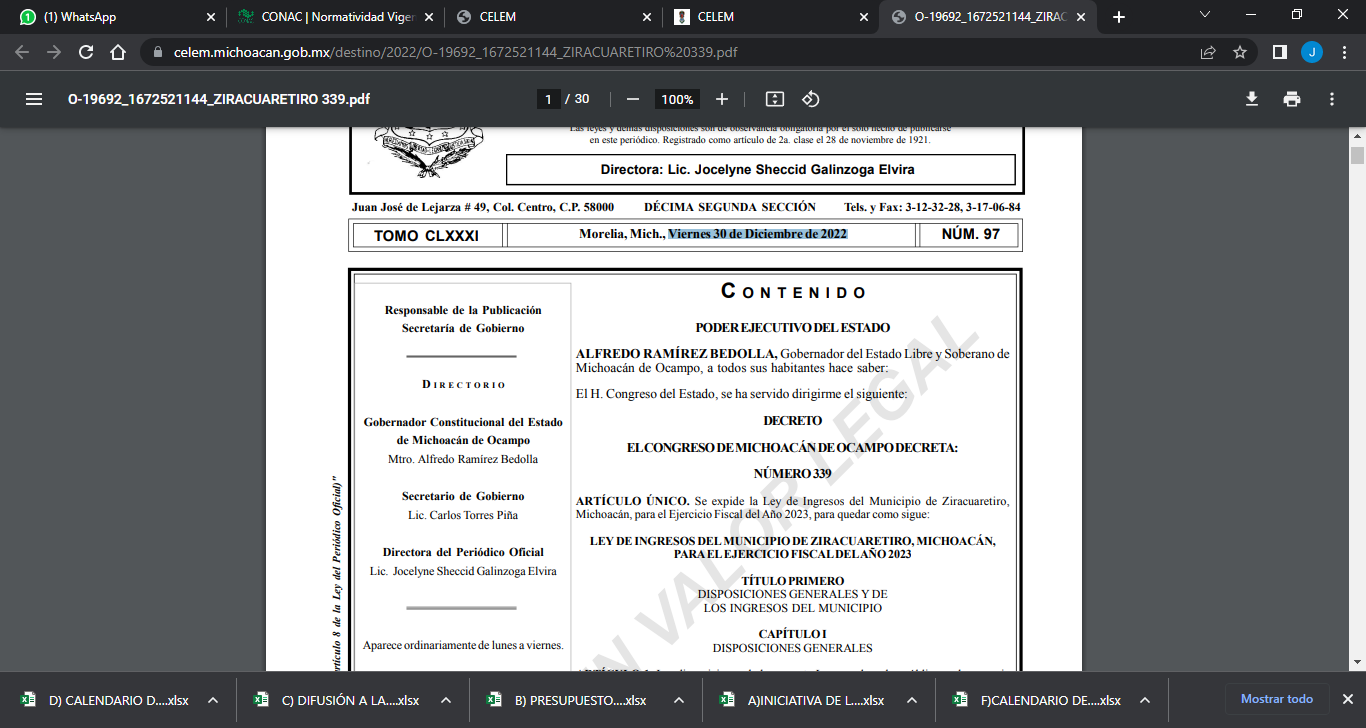 (1) WhatsApp
CONAC | Normatividad Viger
CELEM
CELEM
O-19692_1672521144_ZIRAC
celem.michoacan.gob.mx/destino/2022/O-19692_1672521144_ZIRACUARETIRO%20339.pdf
J
O-19692_1672521144_ZIRACUARETIRO 339.pdf
1 / 30
100%
Las leyes y demás disposiciones son de observancia obligatoria por el solo hecho de publicarse
en este periódico. Registrado como artículo de 2a. clase el 28 de noviembre de 1921.
Directora: Lic. Jocelyne Sheccid Galinzoga Elvira
Juan José de Lejarza # 49, Col. Centro, C.P. 58000 DÉCIMA SEGUNDA SECCIÓN Tels. y Fax: 3-12-32-28, 3-17-06-84
TOMO CLXXXI Morelia, Mich., Viernes 30 de Diciembre de 2022 NÚM. 97
Responsable de la Publicación
Secretaría de Gobierno
DIRECTORIO
Gobernador Constitucional del Estado
de Michoacán de Ocampo
Mtro. Alfredo Ramírez Bedolla
Secretario de Gobierno
Lic. Carlos Torres Piña
Directora del Periódico Oficial
Lic. Jocelyne Sheccid Galinzoga Elvira
Aparece ordinariamente de lunes a viernes.
CONTENIDO
PODER EJECUTIVO DEL ESTADO
ALFREDO RAMÍREZ BEDOLLA, Gobernador del Estado Libre y Soberano de
Michoacán de Ocampo, a todos sus habitantes hace saber:
El H. Congreso del Estado, se ha servido dirigirme el siguiente:
DECRETO
EL CONGRESO DE MICHOACÁN DE OCAMPO DECRETA:
NÚMERO 339
ARTÍCULO ÚNICO. Se expide la Ley de Ingresos del Municipio de Ziracuaretiro,
Michoacán, para el Ejercicio Fiscal del Año 2023, para quedar como sigue:
LEY DE INGRESOS DEL MUNICIPIO DE ZIRACUARETIRO, MICHOACÁN,
PARA EL EJERCICIO FISCAL DEL AÑO 2023
TÍTULO PRIMERO
DISPOSICIONES GENERALES Y DE
LOS INGRESOS DEL MUNICIPIO
CAPÍTULO I
DISPOSICIONES GENERALES
rtículo 8 de la Ley del Periódico Oficial)"
N VALOR LEGAL
D) CALENDARIO D....xlsx
C) DIFUSIÓN A LA....xlsx
B) PRESUPUESTO....xlsx
A)INICIATIVA DE L....xlsx
F)CALENDARIO DE....xlsx
Mostrar todo